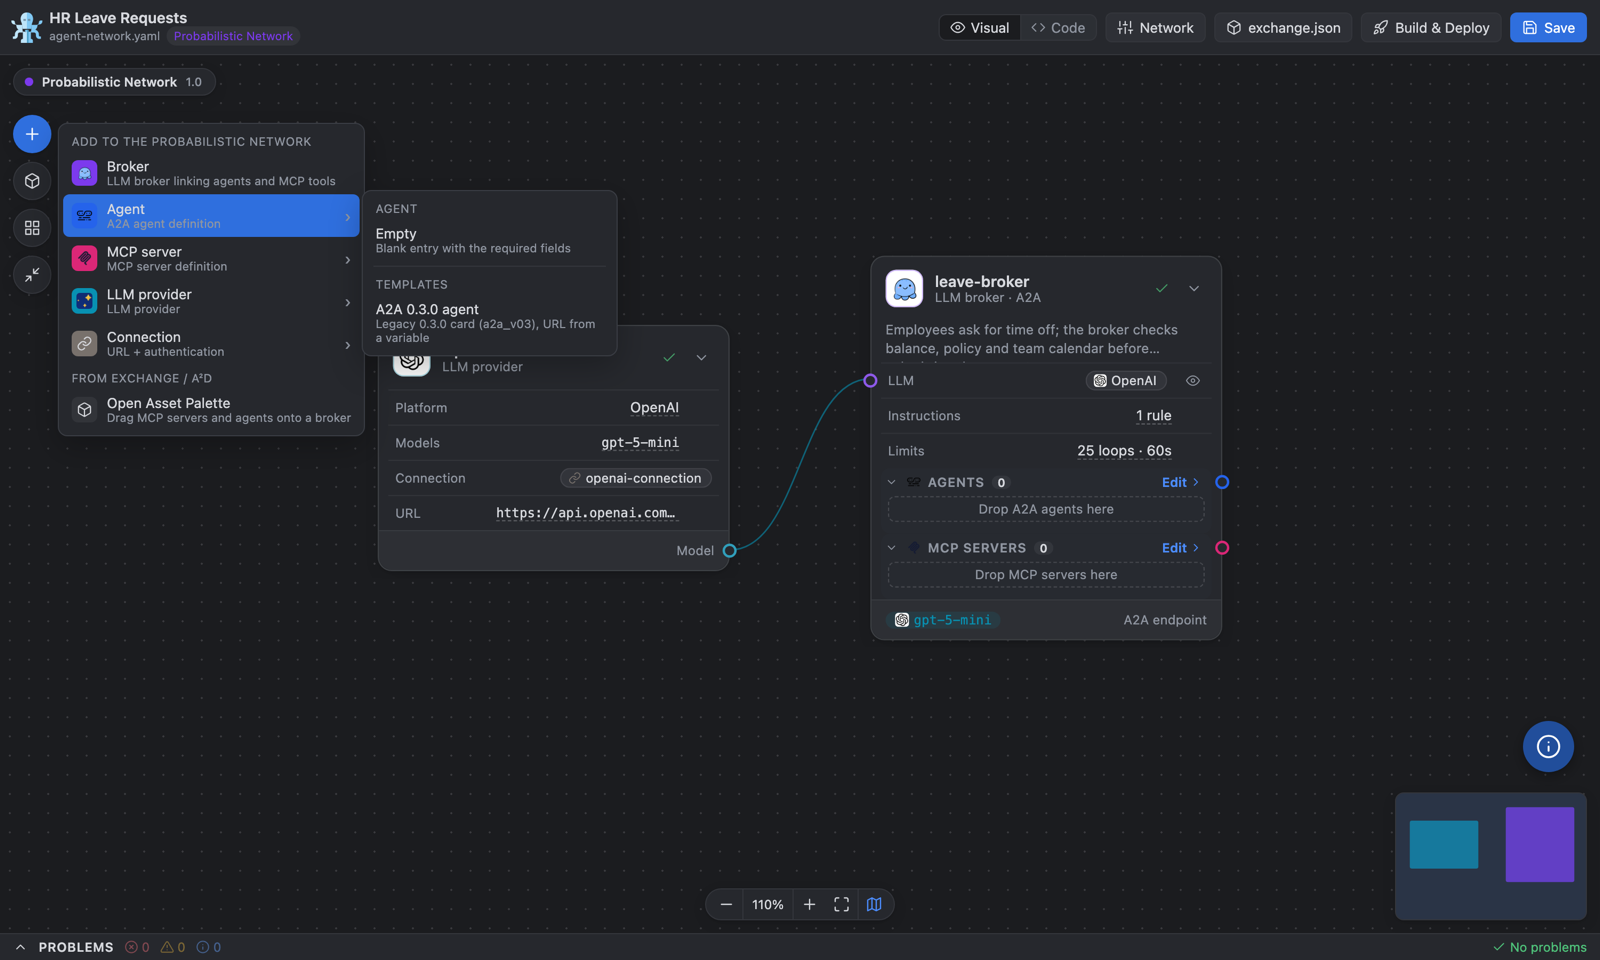 HR Leave Requests
agent-network.yaml
Probabilistic Network
Visual
Code
Network
exchange.json
Build & Deploy
Save
Probabilistic Network 1.0
ADD TO THE PROBABILISTIC NETWORK
Broker
LLM broker linking agents and MCP tools
Agent
A2A agent definition
MCP server
MCP server definition
LLM provider
LLM provider
Connection
URL + authentication
FROM EXCHANGE / A²D
Open Asset Palette
Drag MCP servers and agents onto a broker
AGENT
Empty
Blank entry with the required fields
TEMPLATES
A2A 0.3.0 agent
Legacy 0.3.0 card (a2a_v03), URL from
a variable
LLM provider
Platform OpenAI
Models gpt-5-mini
Connection openai-connection
URL https://api.openai.com…
Model
leave-broker
LLM broker · A2A
Employees ask for time off; the broker checks
balance, policy and team calendar before…
LLM OpenAI
Instructions 1 rule
Limits 25 loops · 60s
AGENTS 0 Edit
Drop A2A agents here
MCP SERVERS 0 Edit
Drop MCP servers here
gpt-5-mini A2A endpoint
110%
PROBLEMS 0 0 0
No problems